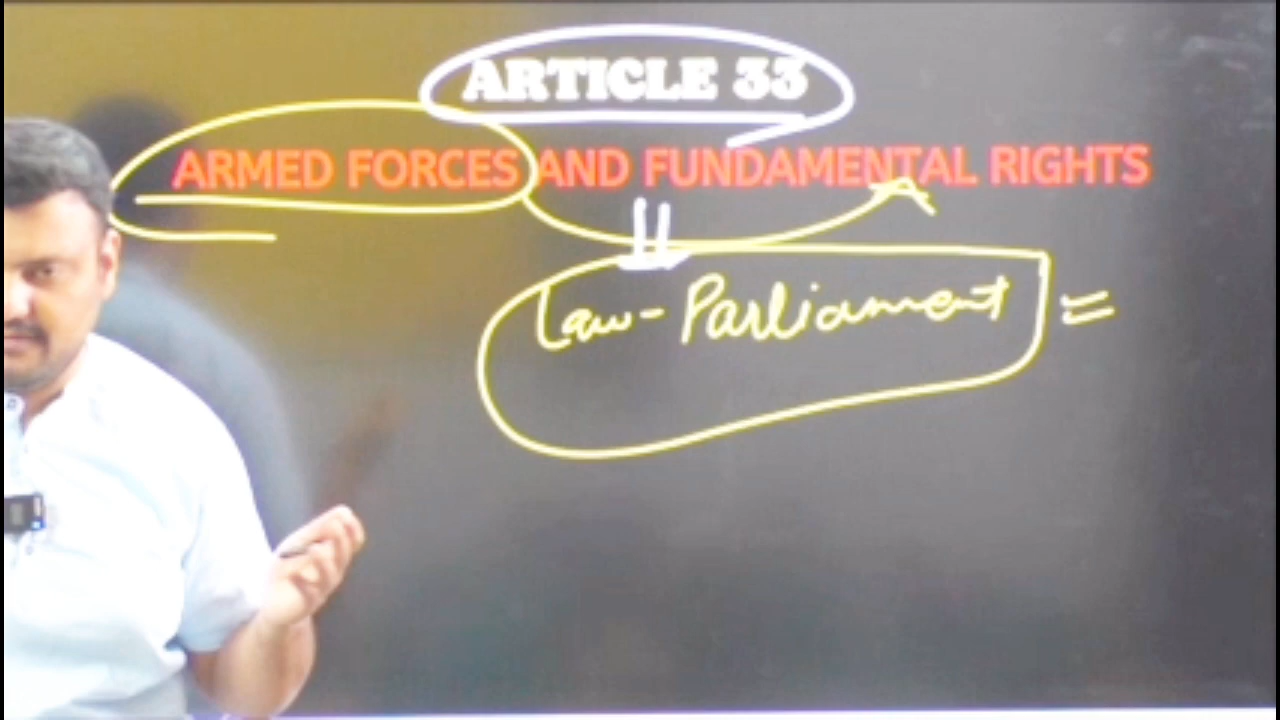 ARTICLE 33
ARMED FORCES AND FUNDAMENTAL RIGHTS
Law - Parliament =